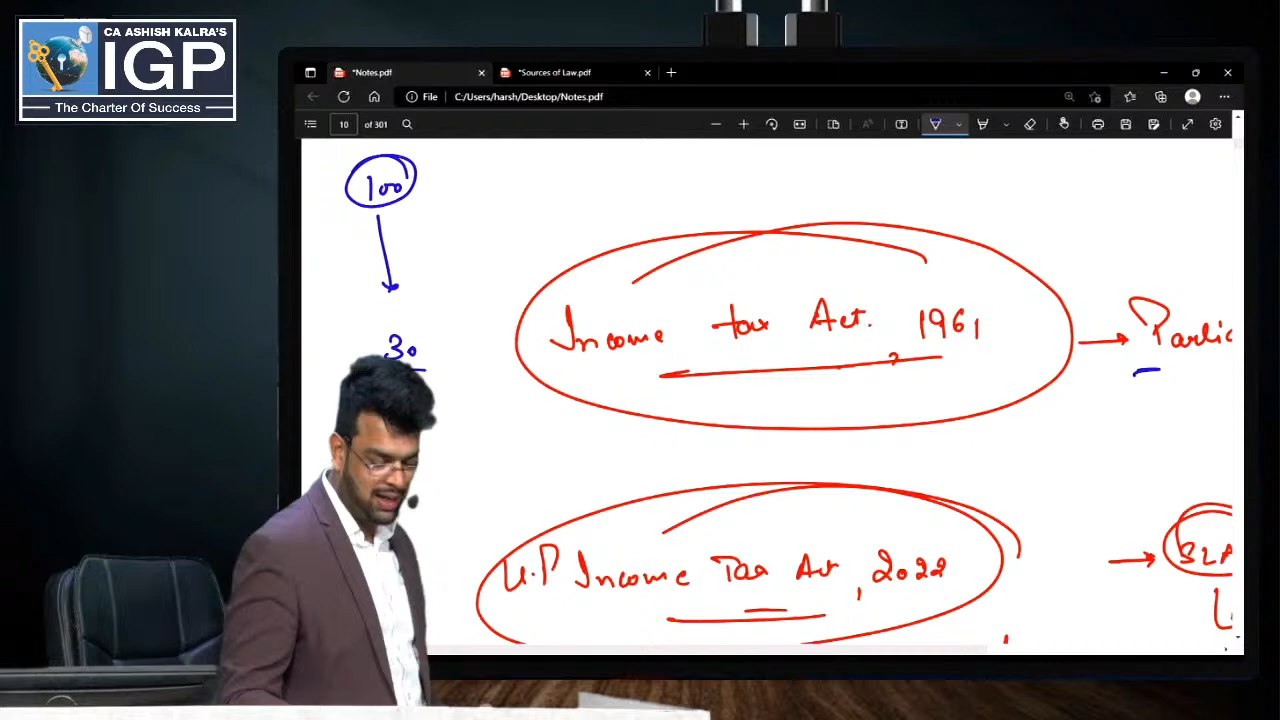 CA ASHISH KALRA'S
IGP
The Charter Of Success
*Notes.pdf
*Sources of Law.pdf
File
C:/Users/harsh/Desktop/Notes.pdf
10 of 301
100
30
Income tax Act. 1961
U.P Income Tax Act, 2022